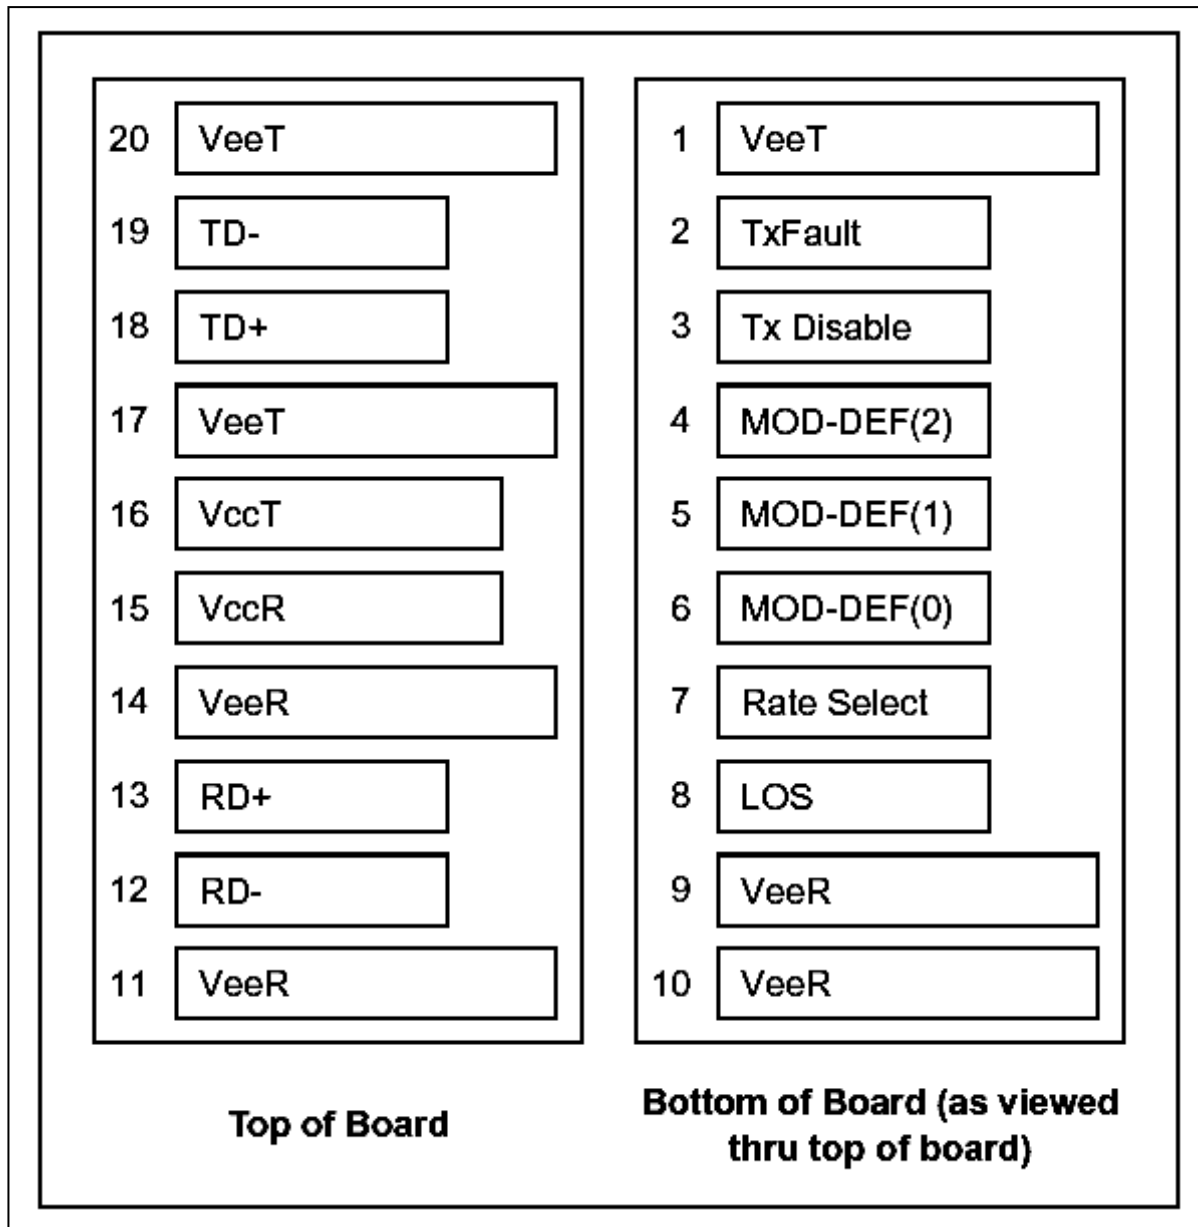 20 VeeT
19 TD-
18 TD+
17 VeeT
16 VccT
15 VccR
14 VeeR
13 RD+
12 RD-
11 VeeR
Top of Board
1 VeeT
2 TxFault
3 Tx Disable
4 MOD-DEF(2)
5 MOD-DEF(1)
6 MOD-DEF(0)
7 Rate Select
8 LOS
9 VeeR
10 VeeR
Bottom of Board (as viewed
thru top of board)